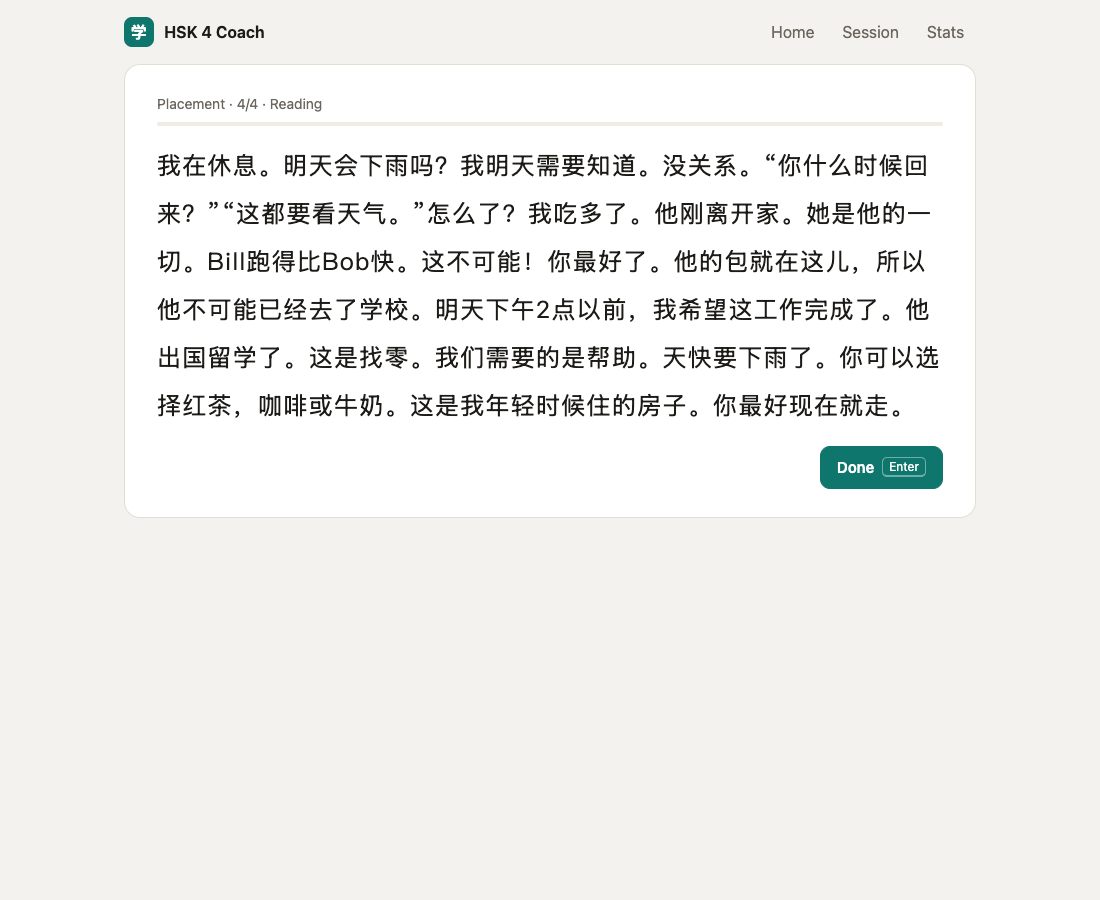 学 HSK 4 Coach
Home Session Stats
Placement · 4/4 · Reading
我在休息。明天会下雨吗？我明天需要知道。没关系。“你什么时候回
来？”“这都要看天气。”怎么了？我吃多了。他刚离开家。她是他的一
切。Bill跑得比Bob快。这不可能！你最好了。他的包就在这儿，所以
他不可能已经去了学校。明天下午2点以前，我希望这工作完成了。他
出国留学了。这是找零。我们需要的是帮助。天快要下雨了。你可以选
择红茶，咖啡或牛奶。这是我年轻时候住的房子。你最好现在就走。
Done Enter